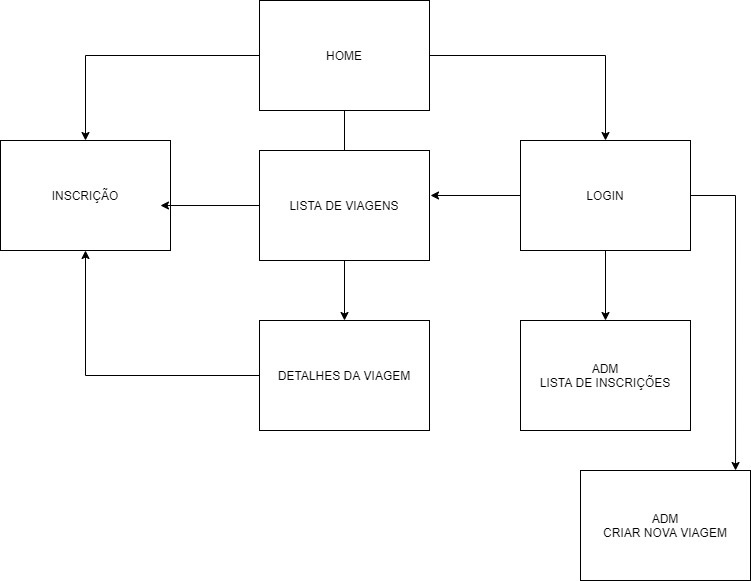 HOME
INSCRIÇÃO
LISTA DE VIAGENS
LOGIN
DETALHES DA VIAGEM
ADM
LISTA DE INSCRIÇÕES
ADM
CRIAR NOVA VIAGEM